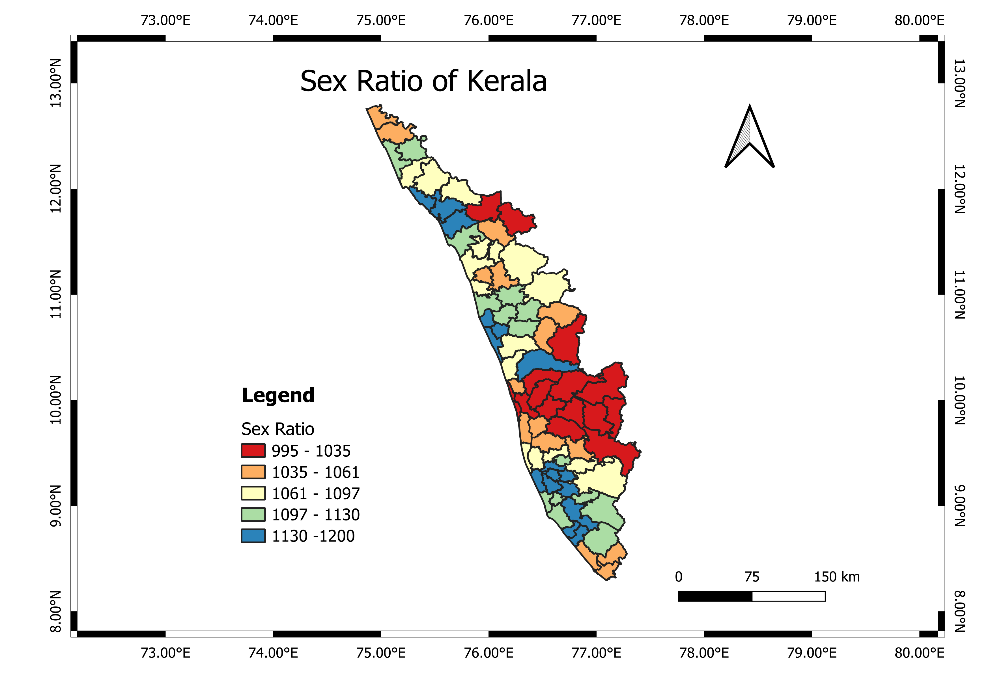 73.00°E 74.00°E 75.00°E 76.00°E 77.00°E 78.00°E 79.00°E 80.00°E
Sex Ratio of Kerala
13.00°N 13.00°N
12.00°N 12.00°N
11.00°N 11.00°N
10.00°N 10.00°N
9.00°N 9.00°N
8.00°N 8.00°N
Legend
Sex Ratio
995 - 1035
1035 - 1061
1061 - 1097
1097 - 1130
1130 -1200
0 75 150 km
73.00°E 74.00°E 75.00°E 76.00°E 77.00°E 78.00°E 79.00°E 80.00°E